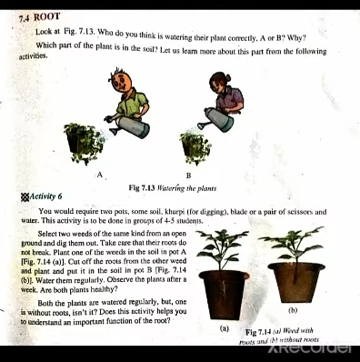 7.4 ROOT
Look at Fig. 7.13. Who do you think is watering their plant correctly, A or B? Why?
Which part of the plant is in the soil? Let us learn more about this part from the following
activities.
A
B
Fig 7.13 Watering the plants
Activity 6
You would require two pots, some soil, khurpi (for digging), blade or a pair of scissors and
water. This activity is to be done in groups of 4-5 students.
Select two weeds of the same kind from an open
ground and dig them out. Take care that their roots do
not break. Plant one of the weeds in the soil in pot A
[Fig. 7.14 (a)]. Cut off the roots from the other weed
and plant and put it in the soil in pot B [Fig. 7.14
(b)]. Water them regularly. Observe the plants after a
week. Are both plants healthy?
Both the plants are watered regularly, but, one
is without roots, isn't it? Does this activity helps you
to understand an important function of the root?
(a)
(b)
Fig 7.14 (a) Weed with
roots and (b) without roots
XRecorder